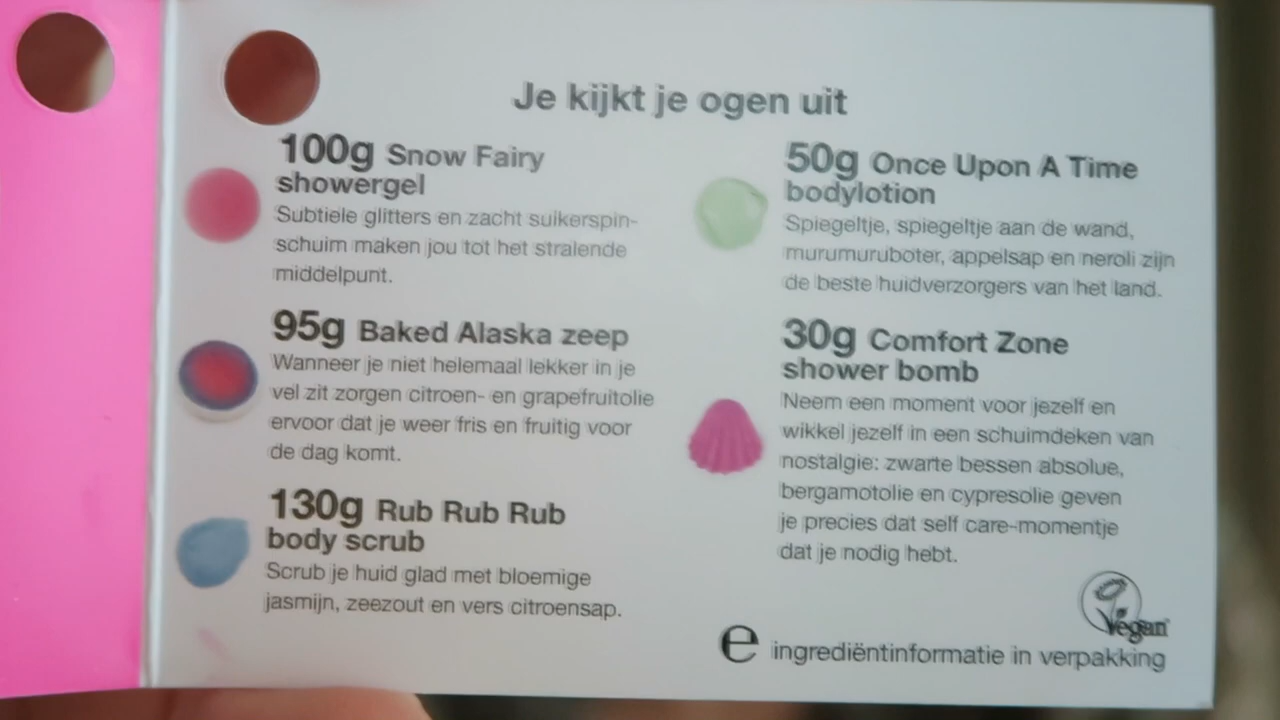 Je kijkt je ogen uit
100g Snow Fairy
showergel
Subtiele glitters en zacht suikerspin-
schuim maken jou tot het stralende
middelpunt.
95g Baked Alaska zeep
Wanneer je niet helemaal lekker in je
vel zit zorgen citroen- en grapefruitolie
ervoor dat je weer fris en fruitig voor
de dag komt.
130g Rub Rub Rub
body scrub
Scrub je huid glad met bloemige
jasmijn, zeezout en vers citroensap.
50g Once Upon A Time
bodylotion
Spiegeltje, spiegeltje aan de wand,
murumuruboter, appelsap en neroli zijn
de beste huidverzorgers van het land.
30g Comfort Zone
shower bomb
Neem een moment voor jezelf en
wikkel jezelf in een schuimdeken van
nostalgie: zwarte bessen absolue,
bergamotolie en cypresolie geven
je precies dat self care-momentje
dat je nodig hebt.
Vegan
e ingrediëntinformatie in verpakking